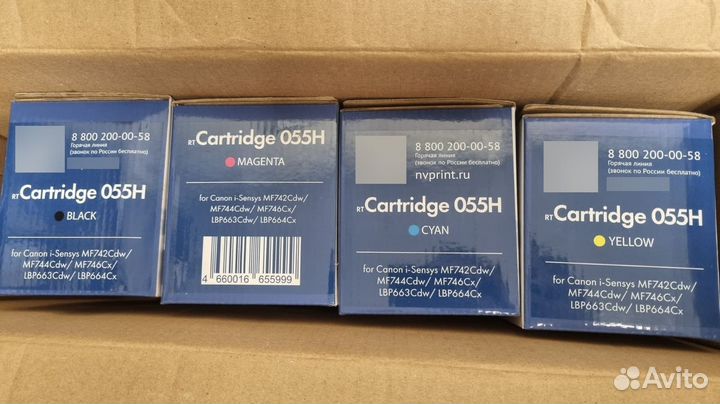 8 800 200-00-58
Горячая линия
(звонок по России бесплатно)
RT Cartridge 055H
BLACK
for Canon i-Sensys MF742Cdw/
MF744Cdw/ MF746Cx/
LBP663Cdw/ LBP664Cx
RT Cartridge 055H
MAGENTA
for Canon i-Sensys MF742Cdw/
MF744Cdw/ MF746Cx/
LBP663Cdw/ LBP664Cx
4 660016 655999
8 800 200-00-58
Горячая линия
(звонок по России бесплатно)
nvprint.ru
RT Cartridge 055H
CYAN
for Canon i-Sensys MF742Cdw/
MF744Cdw/ MF746Cx/
LBP663Cdw/ LBP664Cx
8 800 200-00-58
Горячая линия
(звонок по России бесплатно)
RT Cartridge 055H
YELLOW
for Canon i-Sensys MF742Cdw/
MF744Cdw/ MF746Cx/
LBP663Cdw/ LBP664Cx
Avito